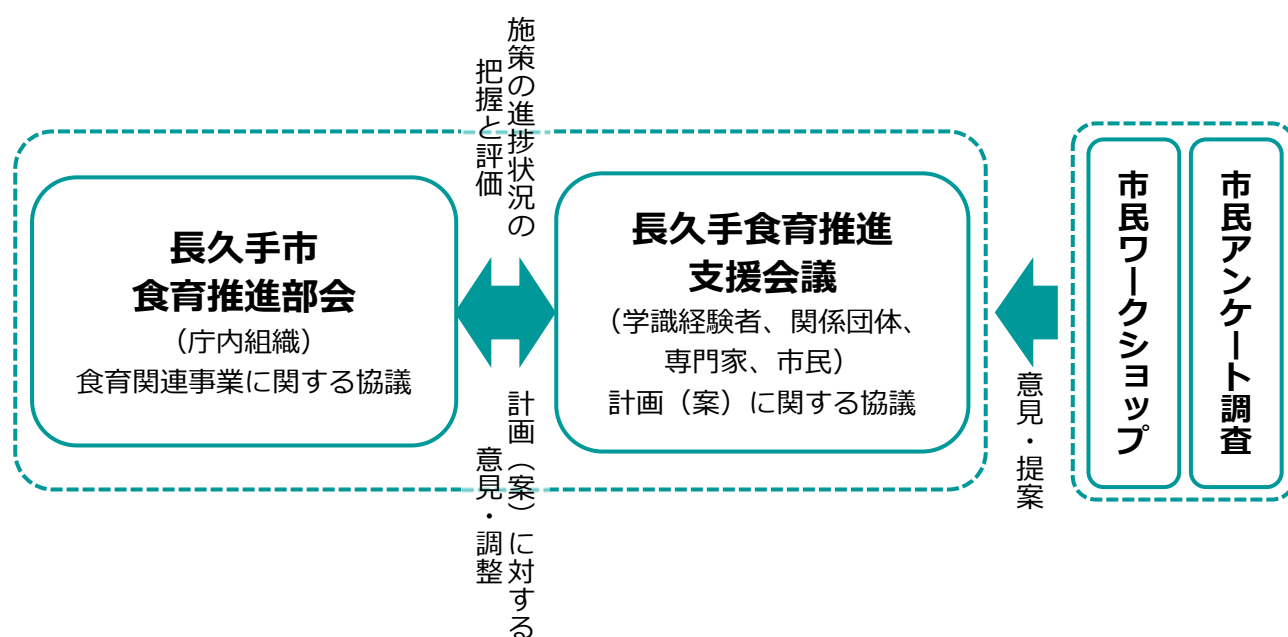 施策の進捗状況の
把握と評価
長久手市
食育推進部会
（庁内組織）
食育関連事業に関する協議
長久手食育推進
支援会議
（学識経験者、関係団体、
専門家、市民）
計画（案）に関する協議
計画（案）に対する
意見・調整
意見・提案
市民アンケート調査
市民ワークショップ